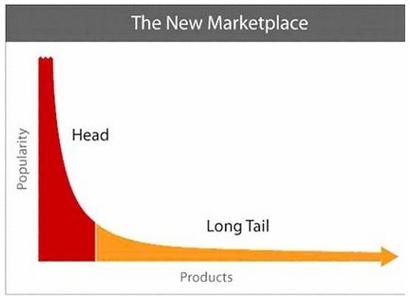 The New Marketplace
Popularity
Head
Long Tail
Products